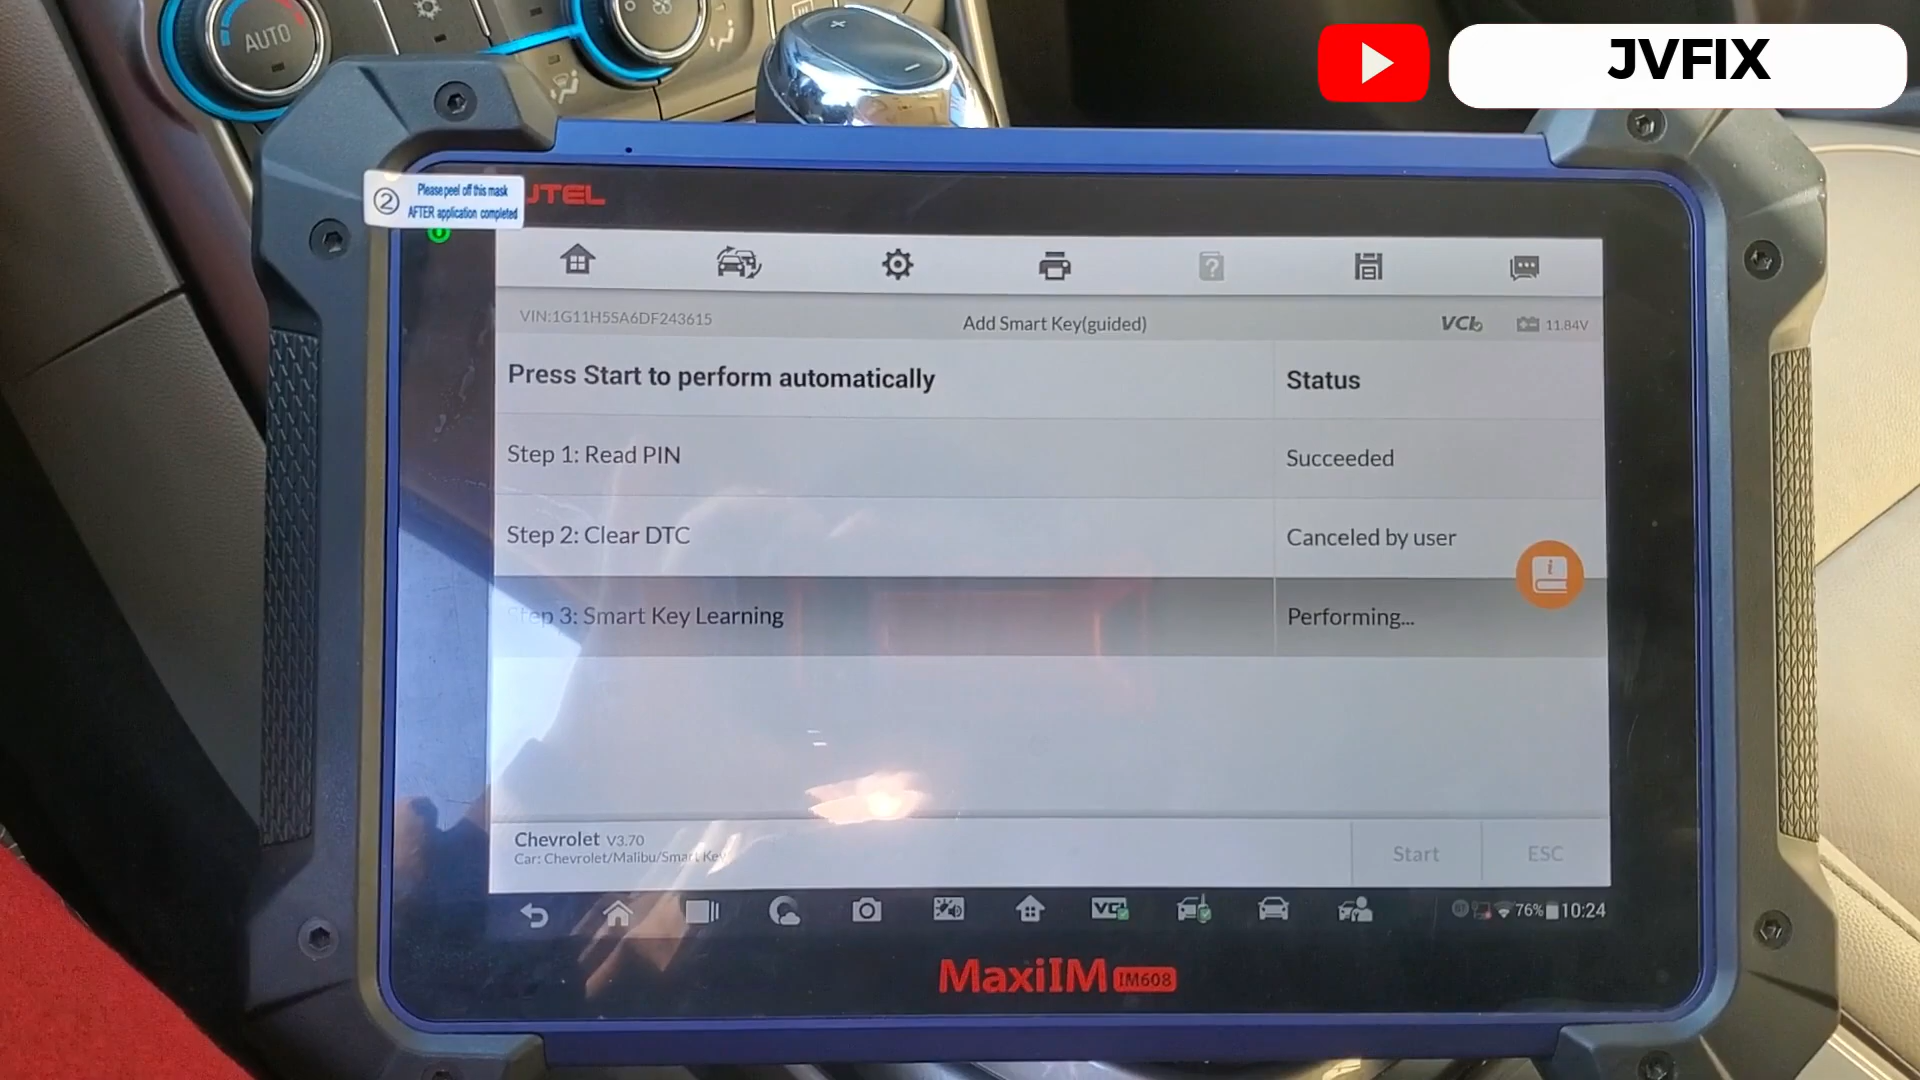 AUTO
JVFIX
② Please peel off this mask
AFTER application completed
UTEL
VIN:1G11H5SA6DF243615
Add Smart Key(guided)
VCI
11.84V
Press Start to perform automatically
Status
Step 1: Read PIN
Succeeded
Step 2: Clear DTC
Canceled by user
Step 3: Smart Key Learning
Performing...
Chevrolet V3.70
Car: Chevrolet/Malibu/Smart Key
Start
ESC
VCI
76%
10:24
MaxiIM IM608